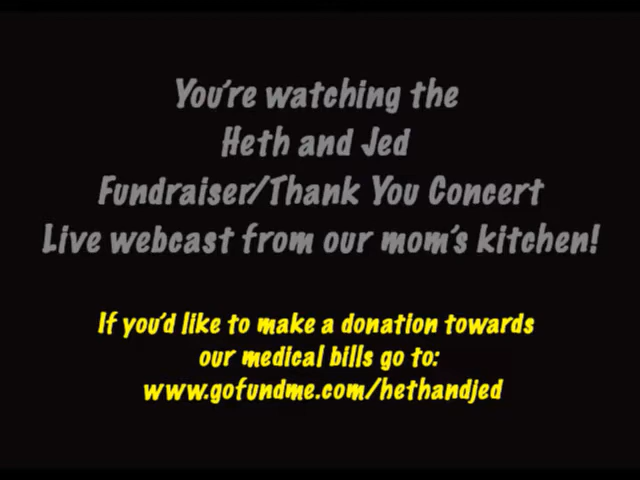 You're watching the
Heth and Jed
Fundraiser/Thank You Concert
Live webcast from our mom's kitchen!
If you'd like to make a donation towards
our medical bills go to:
www.gofundme.com/hethandjed